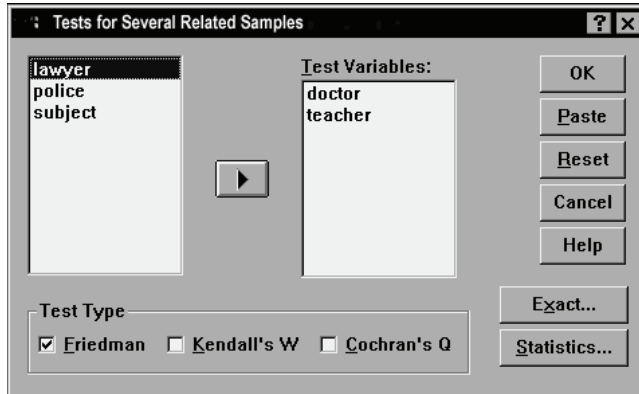 Tests for Several Related Samples
lawyer
police
subject
Test Variables:
doctor
teacher
OK
Paste
Reset
Cancel
Help
Exact...
Statistics...
Test Type
Friedman
Kendall's W
Cochran's Q